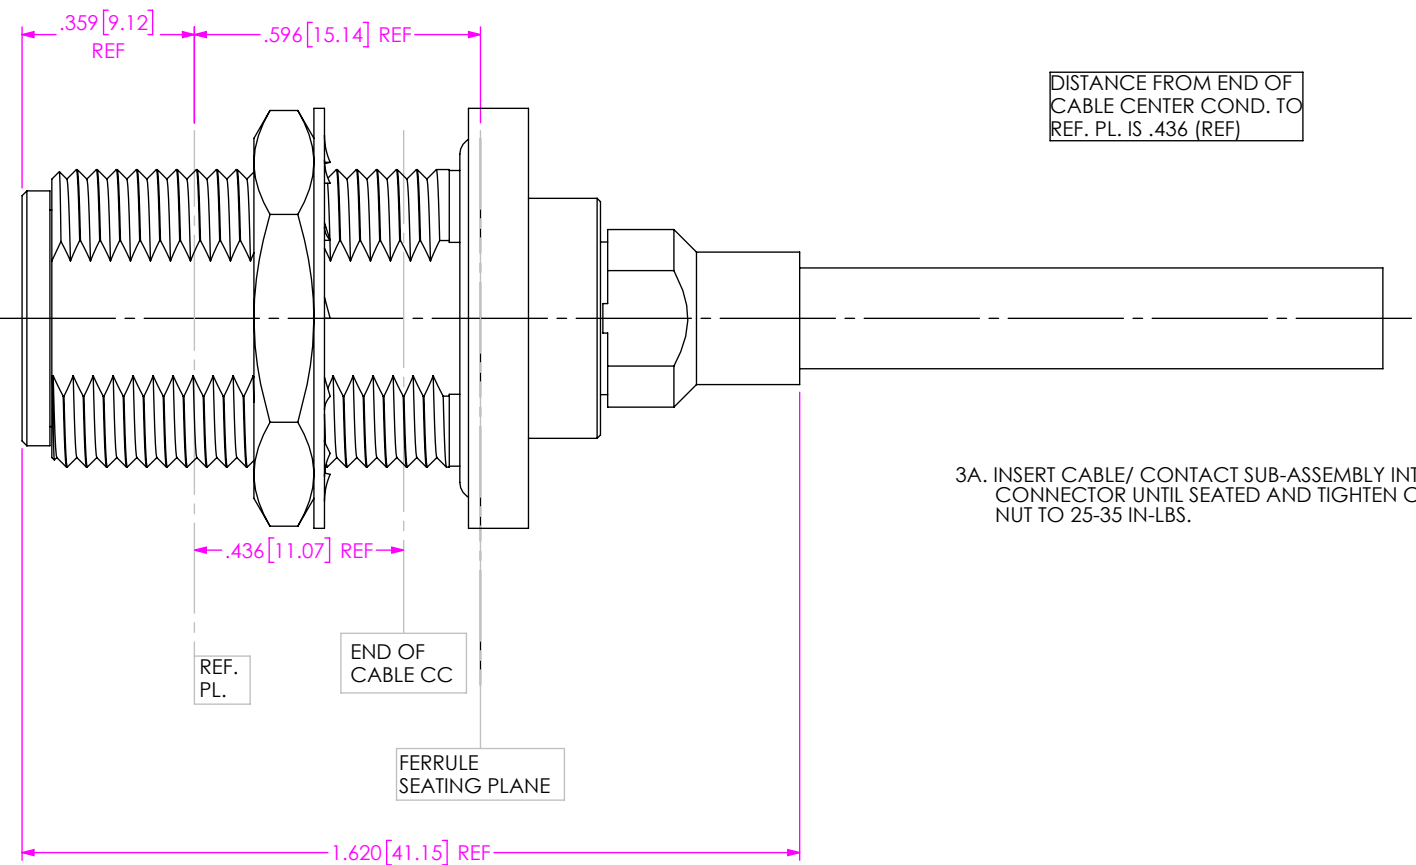 .359[9.12]
REF
.596[15.14] REF
DISTANCE FROM END OF
CABLE CENTER COND. TO
REF. PL. IS .436 (REF)
3A. INSERT CABLE/ CONTACT SUB-ASSEMBLY
CONNECTOR UNTIL SEATED AND TIGHTEN
NUT TO 25-35 IN-LBS.
.436[11.07] REF
REF.
PL.
END OF
CABLE CC
FERRULE
SEATING PLANE
1.620[41.15] REF